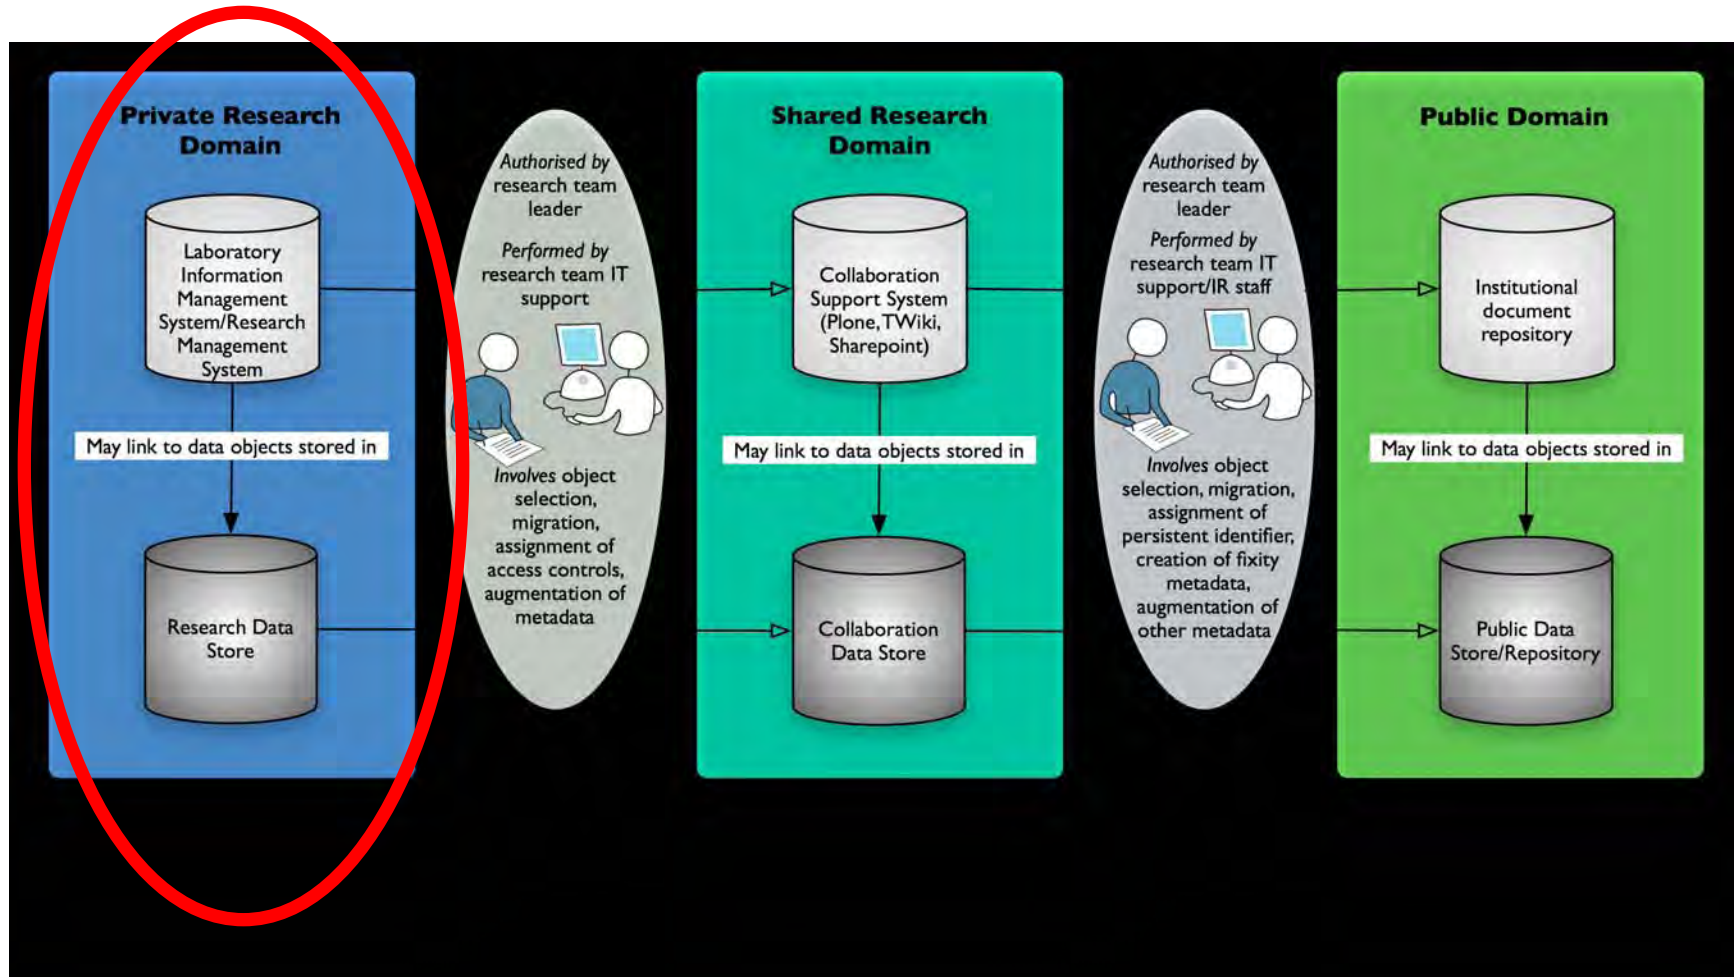 Private Research
Domain
Laboratory
Information
Management
System/Research
Management
System
May link to data objects stored in
Research Data
Store
Authorised by
research team
leader
Performed by
research team IT
support
Involves object
selection,
migration,
assignment of
access controls,
augmentation of
metadata
Shared Research
Domain
Collaboration
Support System
(Plone, TWiki,
Sharepoint)
May link to data objects stored in
Collaboration
Data Store
Authorised by
research team
leader
Performed by
research team IT
support/IR staff
Involves object
selection, migration,
assignment of
persistent identifier,
creation of fixity
metadata,
augmentation of
other metadata
Public Domain
Institutional
document
repository
May link to data objects stored in
Public Data
Store/Repository